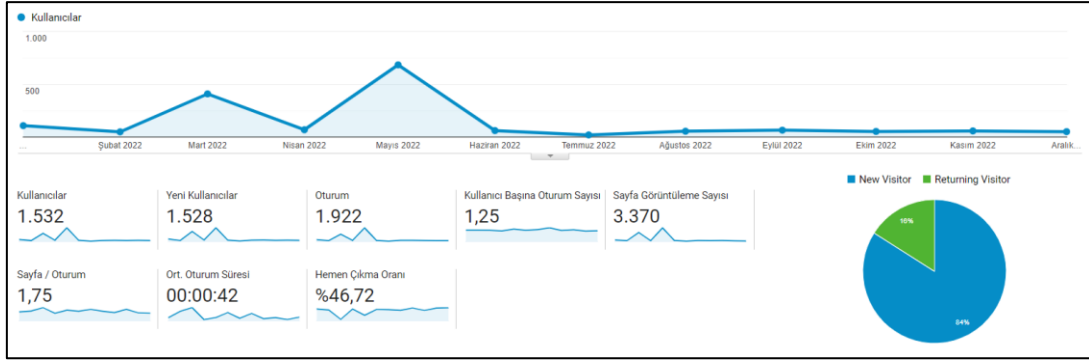 Kullanıcılar
1.000
500
... Şubat 2022 Mart 2022 Nisan 2022 Mayıs 2022 Haziran 2022 Temmuz 2022 Ağustos 2022 Eylül 2022 Ekim 2022 Kasım 2022 Aralık...
New Visitor Returning Visitor
Kullanıcılar Yeni Kullanıcılar Oturum Kullanıcı Başına Oturum Sayısı Sayfa Görüntüleme Sayısı
1.532 1.528 1.922 1,25 3.370
16%
Sayfa / Oturum Ort. Oturum Süresi Hemen Çıkma Oranı
1,75 00:00:42 %46,72
84%